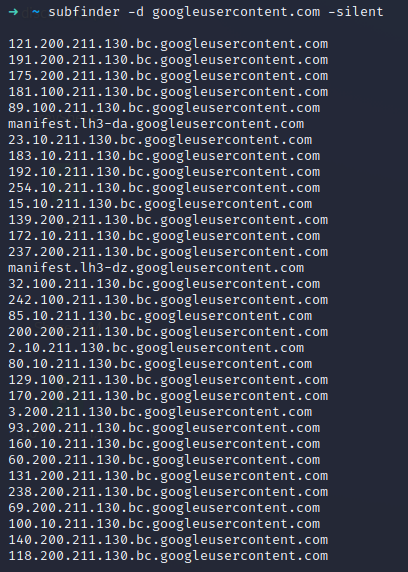 ➜ ~ subfinder -d googleusercontent.com -silent
121.200.211.130.bc.googleusercontent.com
191.200.211.130.bc.googleusercontent.com
175.200.211.130.bc.googleusercontent.com
181.100.211.130.bc.googleusercontent.com
89.100.211.130.bc.googleusercontent.com
manifest.lh3-da.googleusercontent.com
23.10.211.130.bc.googleusercontent.com
183.10.211.130.bc.googleusercontent.com
192.10.211.130.bc.googleusercontent.com
254.10.211.130.bc.googleusercontent.com
15.10.211.130.bc.googleusercontent.com
139.200.211.130.bc.googleusercontent.com
172.10.211.130.bc.googleusercontent.com
237.200.211.130.bc.googleusercontent.com
manifest.lh3-dz.googleusercontent.com
32.100.211.130.bc.googleusercontent.com
242.100.211.130.bc.googleusercontent.com
85.10.211.130.bc.googleusercontent.com
200.200.211.130.bc.googleusercontent.com
2.10.211.130.bc.googleusercontent.com
80.10.211.130.bc.googleusercontent.com
129.100.211.130.bc.googleusercontent.com
170.200.211.130.bc.googleusercontent.com
3.200.211.130.bc.googleusercontent.com
93.200.211.130.bc.googleusercontent.com
160.10.211.130.bc.googleusercontent.com
60.200.211.130.bc.googleusercontent.com
131.200.211.130.bc.googleusercontent.com
238.200.211.130.bc.googleusercontent.com
69.200.211.130.bc.googleusercontent.com
100.10.211.130.bc.googleusercontent.com
140.200.211.130.bc.googleusercontent.com
118.200.211.130.bc.googleusercontent.com